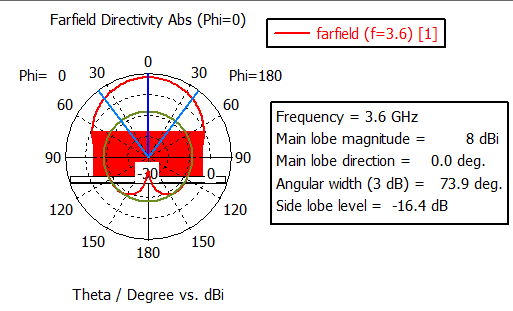 Farfield Directivity Abs (Phi=0)
farfield (f=3.6) [1]
Phi= 0
30
0
30
Phi=180
60
60
90
-30
0
90
120
120
150
150
180
Frequency = 3.6 GHz
Main lobe magnitude = 8 dBi
Main lobe direction = 0.0 deg.
Angular width (3 dB) = 73.9 deg.
Side lobe level = -16.4 dB
Theta / Degree vs. dBi